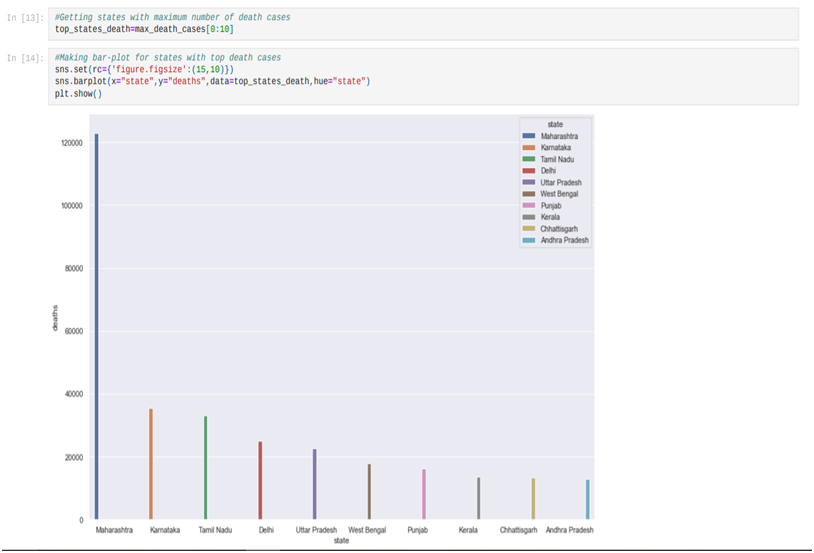 In [13]:
#Getting states with maximum number of death cases
top_states_death=max_death_cases[0:10]
In [14]:
#Making bar-plot for states with top death cases
sns.set(rc={'figure.figsize':(15,10)})
sns.barplot(x="state",y="deaths",data=top_states_death,hue="state")
plt.show()
state
Maharashtra
Karnataka
Tamil Nadu
Delhi
Uttar Pradesh
West Bengal
Punjab
Kerala
Chhattisgarh
Andhra Pradesh
120000
100000
80000
60000
40000
20000
0
deaths
Maharashtra Karnataka Tamil Nadu Delhi Uttar Pradesh West Bengal Punjab Kerala Chhattisgarh Andhra Pradesh
state